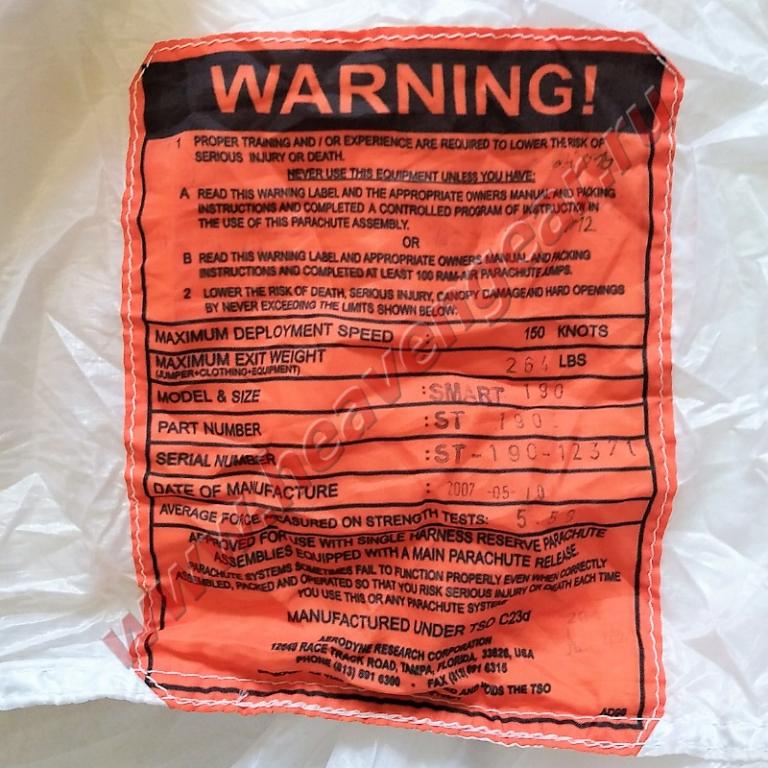 WARNING!
1 PROPER TRAINING AND / OR EXPERIENCE ARE REQUIRED TO LOWER THE RISK OF
SERIOUS INJURY OR DEATH.
NEVER USE THIS EQUIPMENT UNLESS YOU HAVE:
A READ THIS WARNING LABEL AND THE APPROPRIATE OWNERS MANUAL AND PACKING
INSTRUCTIONS AND COMPLETED A CONTROLLED PROGRAM OF INSTRUCTION IN
THE USE OF THIS PARACHUTE ASSEMBLY.
OR
B READ THIS WARNING LABEL AND APPROPRIATE OWNERS MANUAL AND PACKING
INSTRUCTIONS AND COMPLETED AT LEAST 100 RAM-AIR PARACHUTE JUMPS.
2 LOWER THE RISK OF DEATH, SERIOUS INJURY, CANOPY DAMAGE AND HARD OPENINGS
BY NEVER EXCEEDING THE LIMITS SHOWN BELOW:
MAXIMUM DEPLOYMENT SPEED : 150 KNOTS
MAXIMUM EXIT WEIGHT 264 LBS
(JUMPER+CLOTHING+EQUIPMENT)
MODEL & SIZE :SMART 190
PART NUMBER :ST 190
SERIAL NUMBER :ST-190-12371
DATE OF MANUFACTURE : 2007 -05-10
AVERAGE FORCE MEASURED ON STRENGTH TESTS:
APPROVED FOR USE WITH SINGLE HARNESS RESERVE PARACHUTE
ASSEMBLIES EQUIPPED WITH A MAIN PARACHUTE RELEASE.
PARACHUTE SYSTEMS SOMETIMES FAIL TO FUNCTION PROPERLY EVEN WHEN CORRECTLY
ASSEMBLED, PACKED AND OPERATED SO THAT YOU RISK SERIOUS INJURY OR DEATH EACH TIME
YOU USE THIS OR ANY PARACHUTE SYSTEM
MANUFACTURED UNDER TSO C23d
AERODYNE RESEARCH CORPORATION
12649 RACE TRACK ROAD, TAMPA, FLORIDA, 33626, USA
PHONE (813) 891 6300 • FAX (813) 891 6315
AND HOLDS THE TSO
www.heavengear.ru